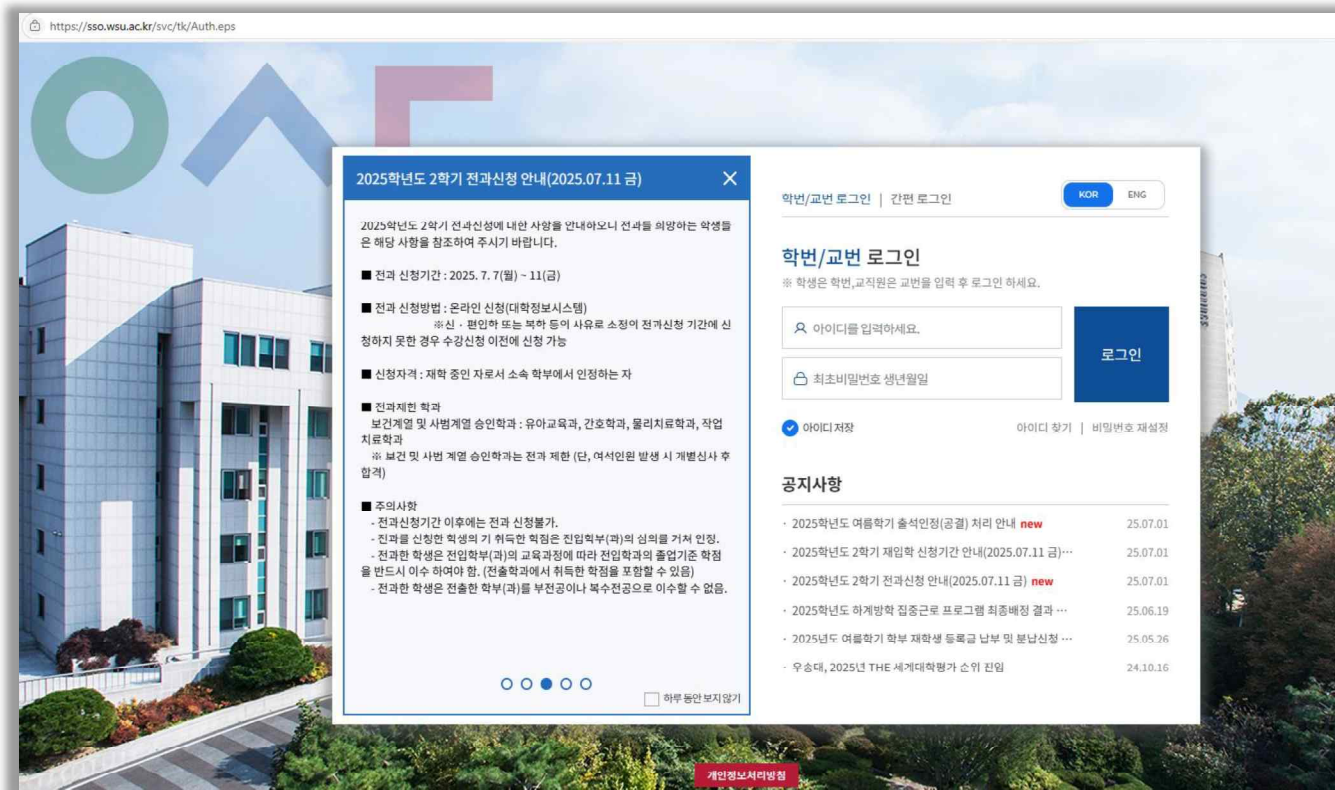 https://sso.wsu.ac.kr/svc/tk/Auth.eps
2025학년도 2학기 전과신청 안내(2025.07.11 금)
2025학년도 2학기 전과신청에 대한 사항을 안내하오니 전과를 희망하는 학생들
은 해당 사항을 참조하여 주시기 바랍니다.
■ 전과 신청기간 : 2025. 7. 7(월) ~ 11(금)
■ 전과 신청방법 : 온라인 신청(대학정보시스템)
※신 · 편입학 또는 복학 등의 사유로 소정의 전과신청 기간에 신
청하지 못한 경우 수강신청 이전에 신청 가능
■ 신청자격 : 재학 중인 자로서 소속 학부에서 인정하는 자
■ 전과제한 학과
보건계열 및 사범계열 승인학과 : 유아교육과, 간호학과, 물리치료학과, 작업
치료학과
※ 보건 및 사범 계열 승인학과는 전과 제한 (단, 여석인원 발생 시 개별심사 후
합격)
■ 주의사항
- 전과신청기간 이후에는 전과 신청불가.
- 전과를 신청한 학생의 기 취득한 학점은 전입학부(과)의 심의를 거쳐 인정.
- 전과한 학생은 전입학부(과)의 교육과정에 따라 전입학과의 졸업기준 학점
을 반드시 이수 하여야 함. (전출학과에서 취득한 학점을 포함할 수 있음)
- 전과한 학생은 전출한 학부(과)를 부전공이나 복수전공으로 이수할 수 없음.
하루 동안 보지 않기
학번/교번 로그인 | 간편 로그인
KOR ENG
학번/교번 로그인
※ 학생은 학번,교직원은 교번을 입력 후 로그인 하세요.
아이디를 입력하세요.
최초비밀번호 생년월일
로그인
아이디 저장
아이디 찾기 | 비밀번호 재설정
공지사항
· 2025학년도 여름학기 출석인정(공결) 처리 안내 new 25.07.01
· 2025학년도 2학기 재입학 신청기간 안내(2025.07.11 금)··· 25.07.01
· 2025학년도 2학기 전과신청 안내(2025.07.11 금) new 25.07.01
· 2025학년도 하계방학 집중근로 프로그램 최종배정 결과 ··· 25.06.19
· 2025년도 여름학기 학부 재학생 등록금 납부 및 분납신청 ··· 25.05.26
· 우송대, 2025년 THE 세계대학평가 순위 진입 24.10.16
개인정보처리방침